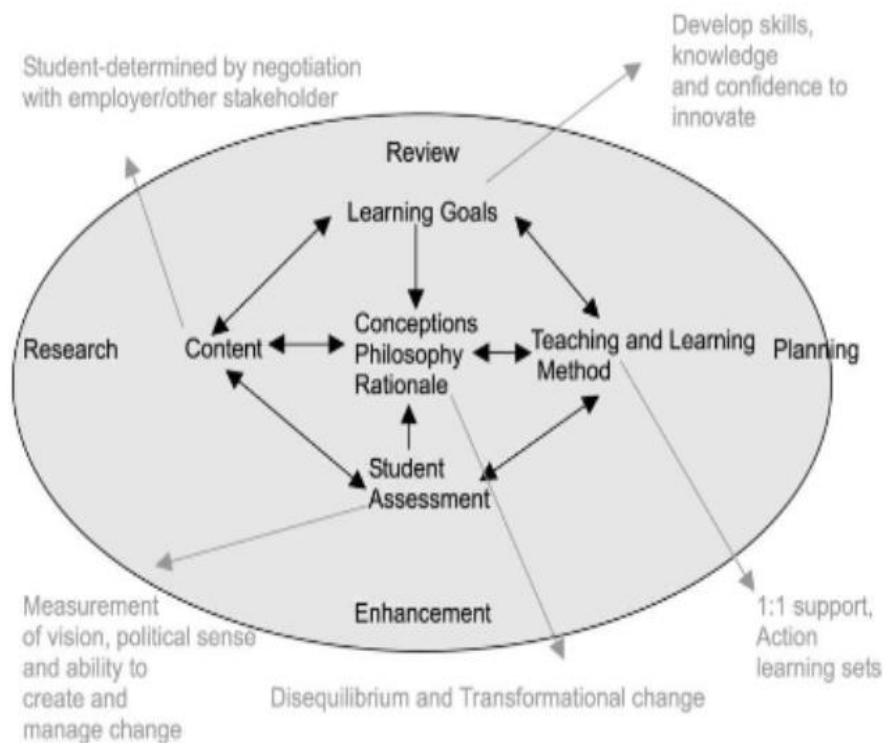 Develop skills,
knowledge
and confidence to
innovate
Student-determined by negotiation
with employer/other stakeholder
Review
Learning Goals
Research
Content
Conceptions
Philosophy
Rationale
Teaching and Learning
Method
Planning
Student
Assessment
Enhancement
Measurement
of vision, political sense
and ability to
create and
manage change
Disequilibrium and Transformational change
1:1 support,
Action
learning sets